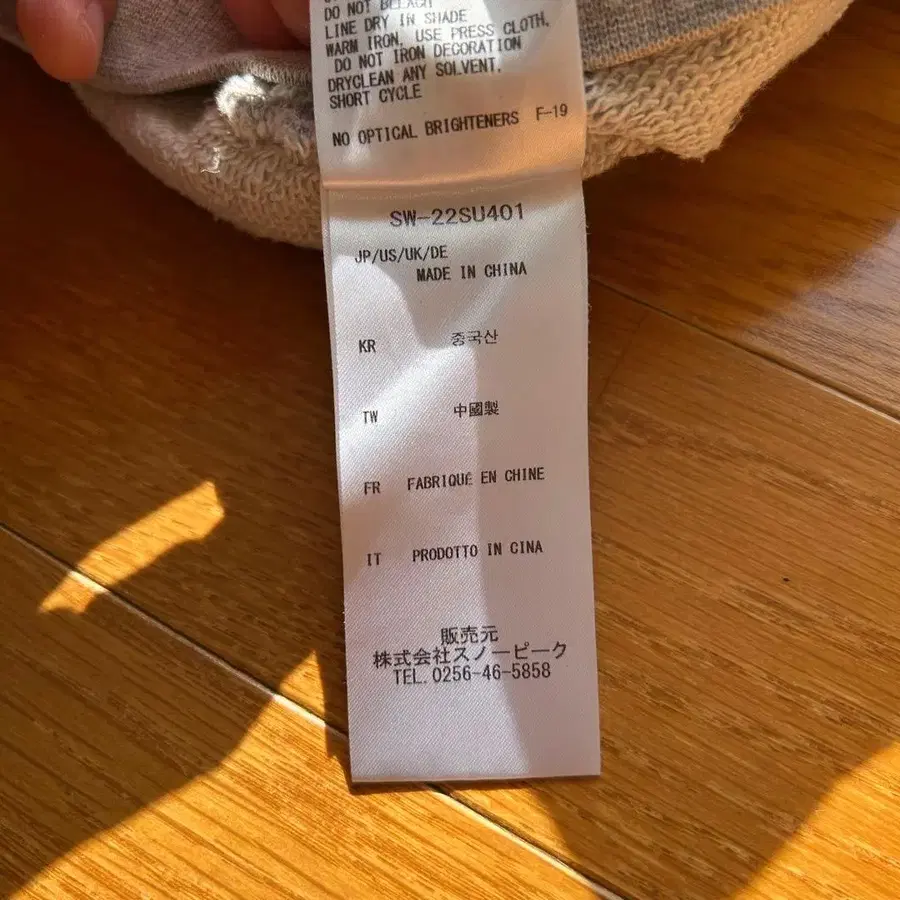 DO NOT BLEACH
LINE DRY IN SHADE
WARM IRON, USE PRESS CLOTH,
DO NOT IRON DECORATION
DRYCLEAN ANY SOLVENT,
SHORT CYCLE
NO OPTICAL BRIGHTENERS F-19
SW-22SU401
JP/US/UK/DE
MADE IN CHINA
KR 중국산
TW 中國製
FR FABRIQUÉ EN CHINE
IT PRODOTTO IN CINA
販売元
株式会社スノーピーク
TEL.0256-46-5858